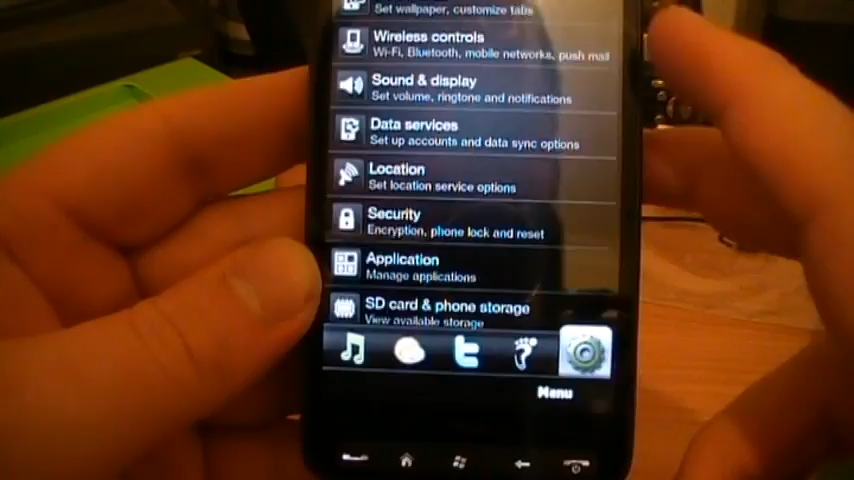 Set wallpaper, customize tabs
Wireless controls
Wi-Fi, Bluetooth, mobile networks, push mail
Sound & display
Set volume, ringtone and notifications
Data services
Set up accounts and data sync options
Location
Set location service options
Security
Encryption, phone lock and reset
Application
Manage applications
SD card & phone storage
View available storage
Menu